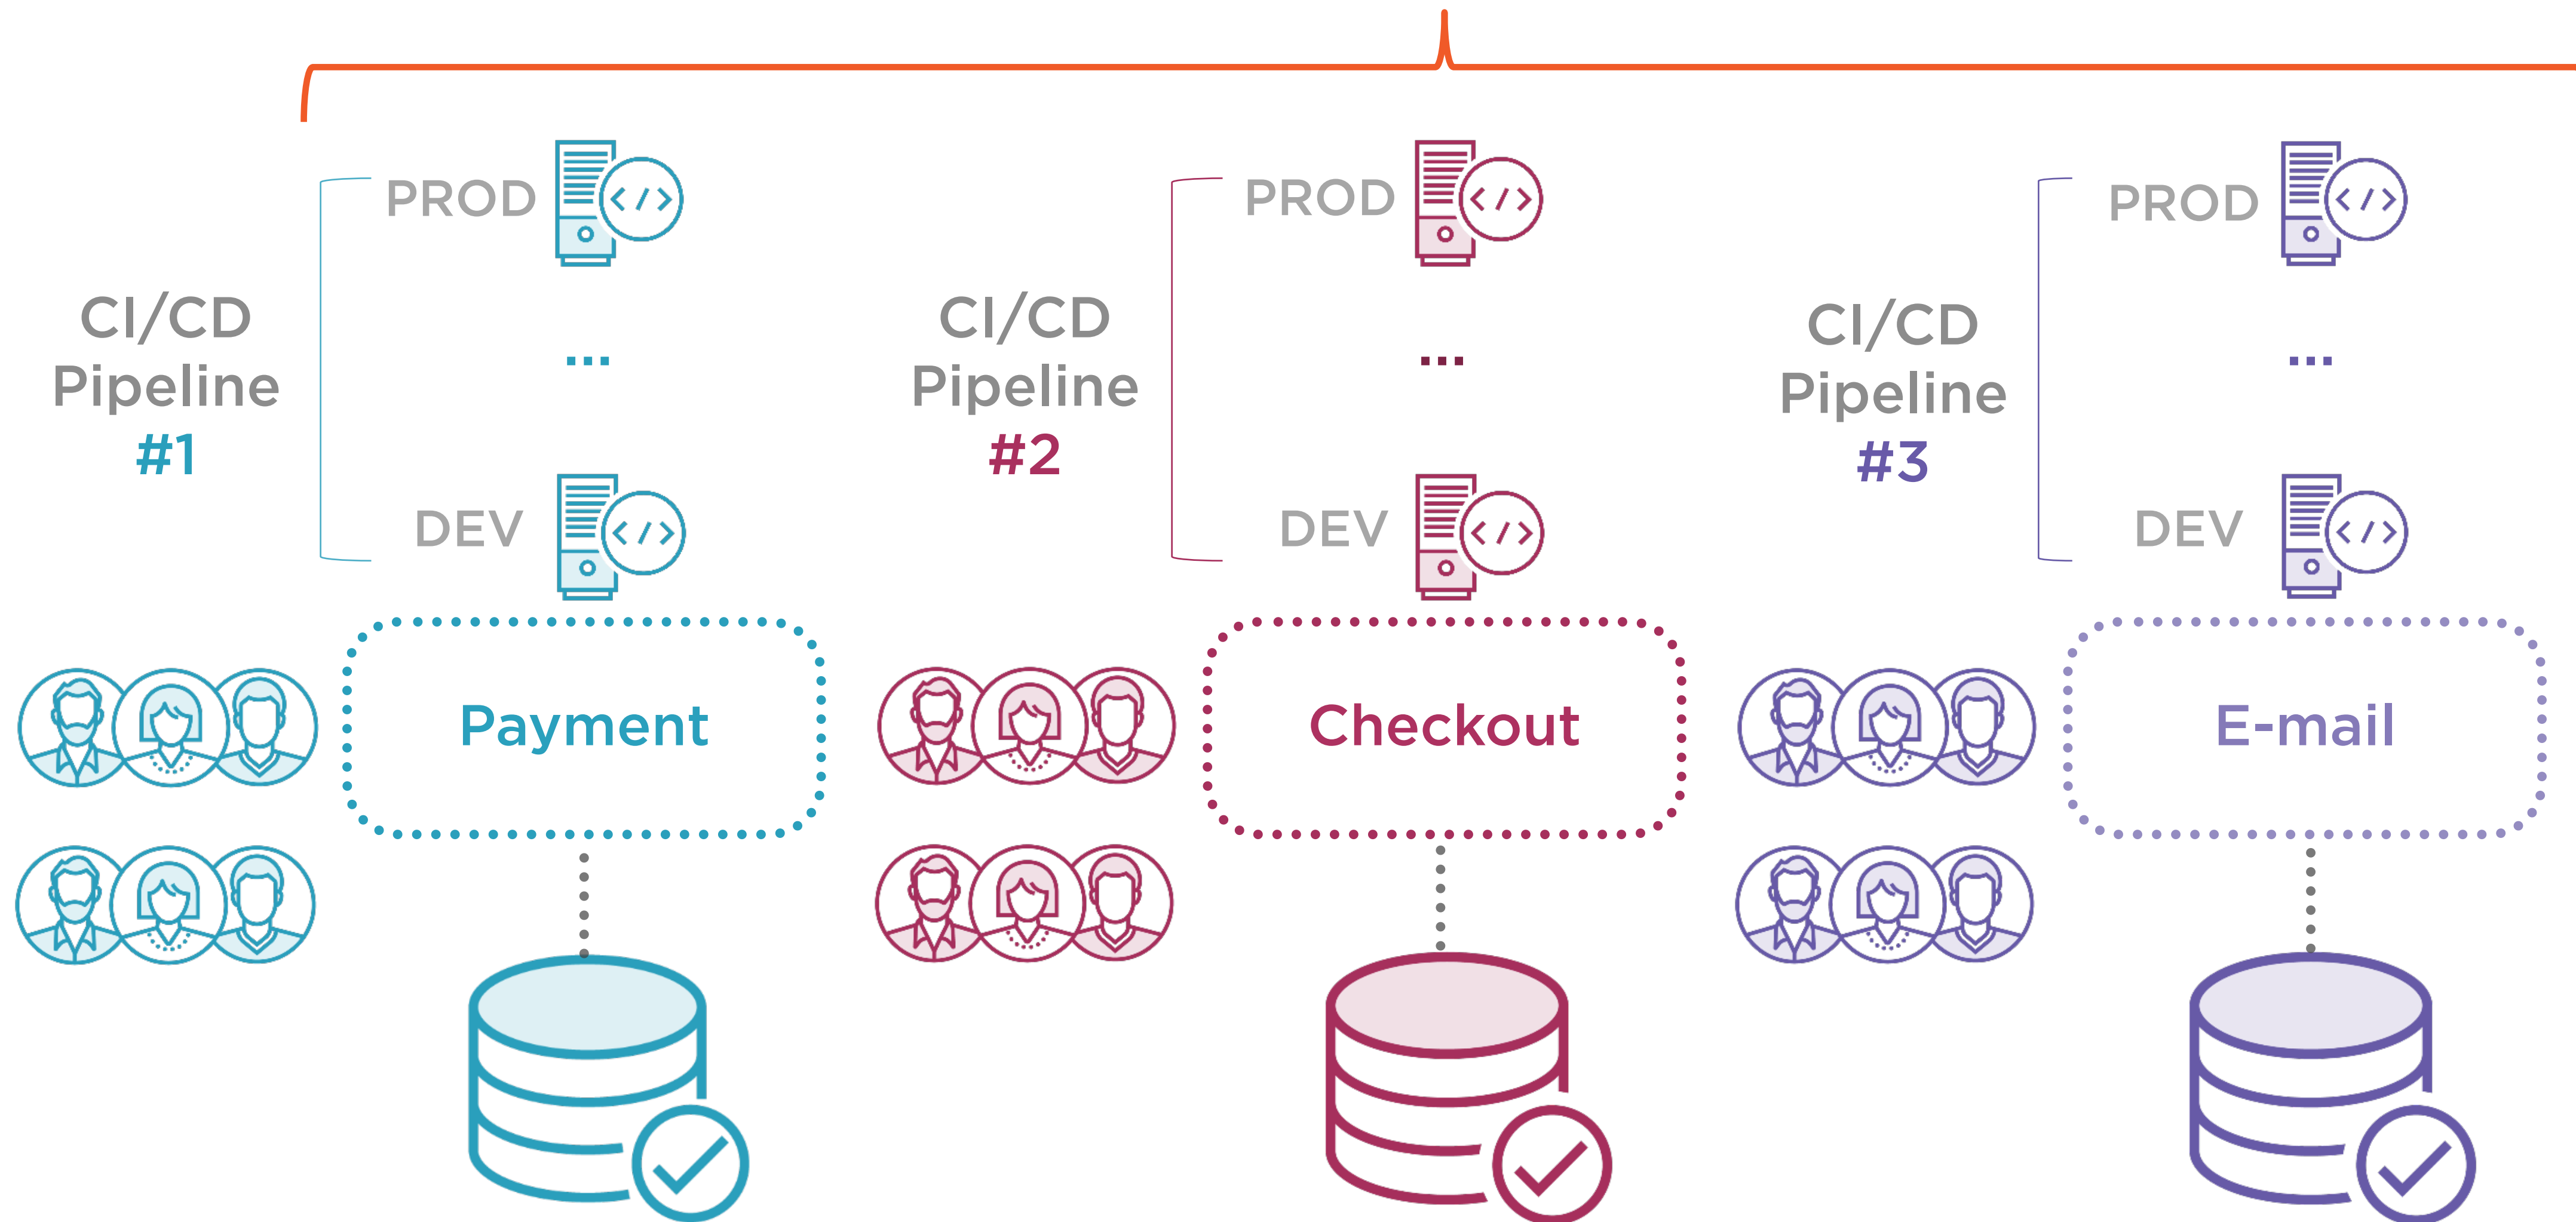 PROD
</>
CI/CD
Pipeline
#1
...
DEV
</>
Payment
PROD
</>
CI/CD
Pipeline
#2
...
DEV
</>
Checkout
PROD
</>
CI/CD
Pipeline
#3
...
DEV
</>
E-mail